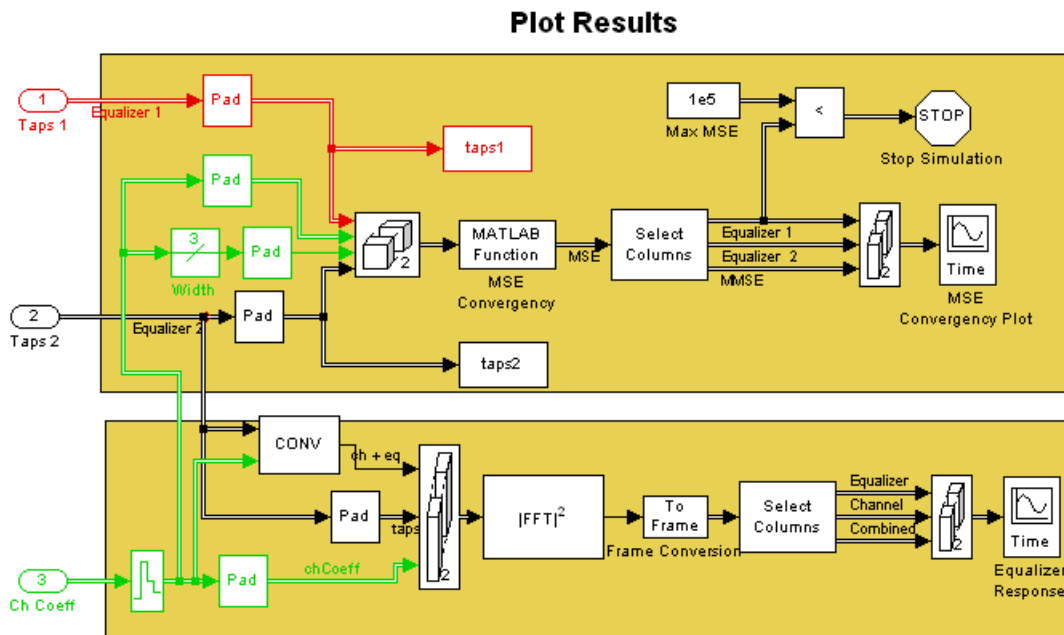 Plot Results
1
Taps 1
Equalizer 1
Pad
taps1
1e5
Max MSE
<
STOP
Stop Simulation
Pad
3
Width
Pad
2
MATLAB
Function
MSE
Convergency
MSE
Select
Columns
Equalizer 1
Equalizer 2
MMSE
2
Time
MSE
Convergency Plot
2
Taps 2
Equalizer 2
Pad
taps2
CONV
ch + eq
Pad
taps
3
Ch Coeff
Pad
chCoeff
2
|FFT|2
To
Frame
Frame Conversion
Select
Columns
Equalizer
Channel
Combined
2
Time
Equalizer
Response